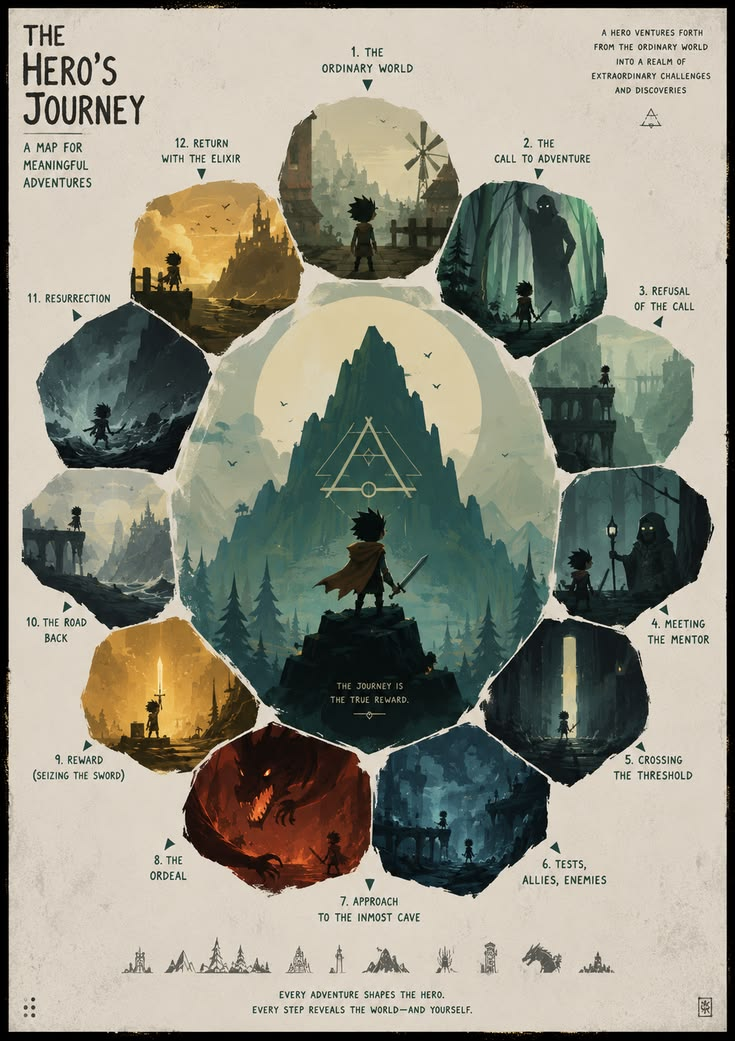 THE
HERO'S
JOURNEY
A MAP FOR
MEANINGFUL
ADVENTURES
A HERO VENTURES FORTH
FROM THE ORDINARY WORLD
INTO A REALM OF
EXTRAORDINARY CHALLENGES
AND DISCOVERIES
1. THE
ORDINARY WORLD
2. THE
CALL TO ADVENTURE
3. REFUSAL
OF THE CALL
4. MEETING
THE MENTOR
5. CROSSING
THE THRESHOLD
6. TESTS,
ALLIES, ENEMIES
7. APPROACH
TO THE INMOST CAVE
8. THE
ORDEAL
9. REWARD
(SEIZING THE SWORD)
10. THE ROAD
BACK
11. RESURRECTION
12. RETURN
WITH THE ELIXIR
THE JOURNEY IS
THE TRUE REWARD.
EVERY ADVENTURE SHAPES THE HERO.
EVERY STEP REVEALS THE WORLD—AND YOURSELF.